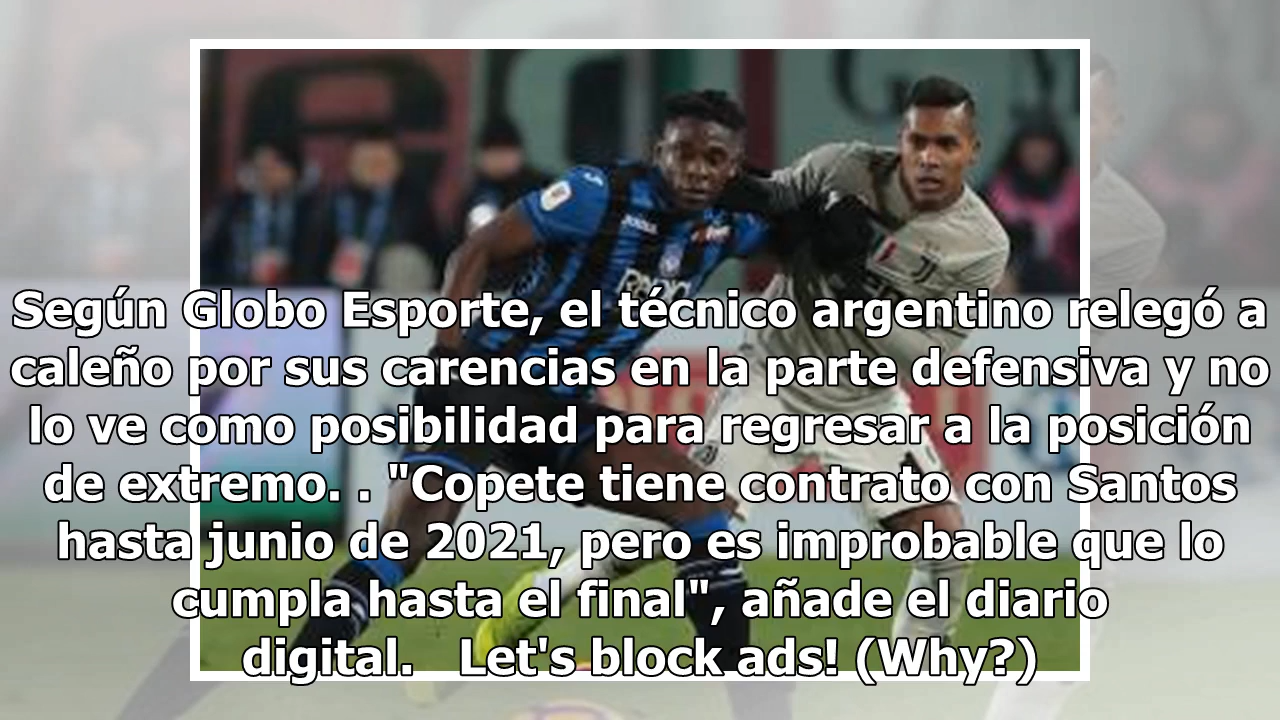 Según Globo Esporte, el técnico argentino relegó a
caleño por sus carencias en la parte defensiva y no
lo ve como posibilidad para regresar a la posición
de extremo. . "Copete tiene contrato con Santos
hasta junio de 2021, pero es improbable que lo
cumpla hasta el final", añade el diario
digital.   Let's block ads! (Why?)